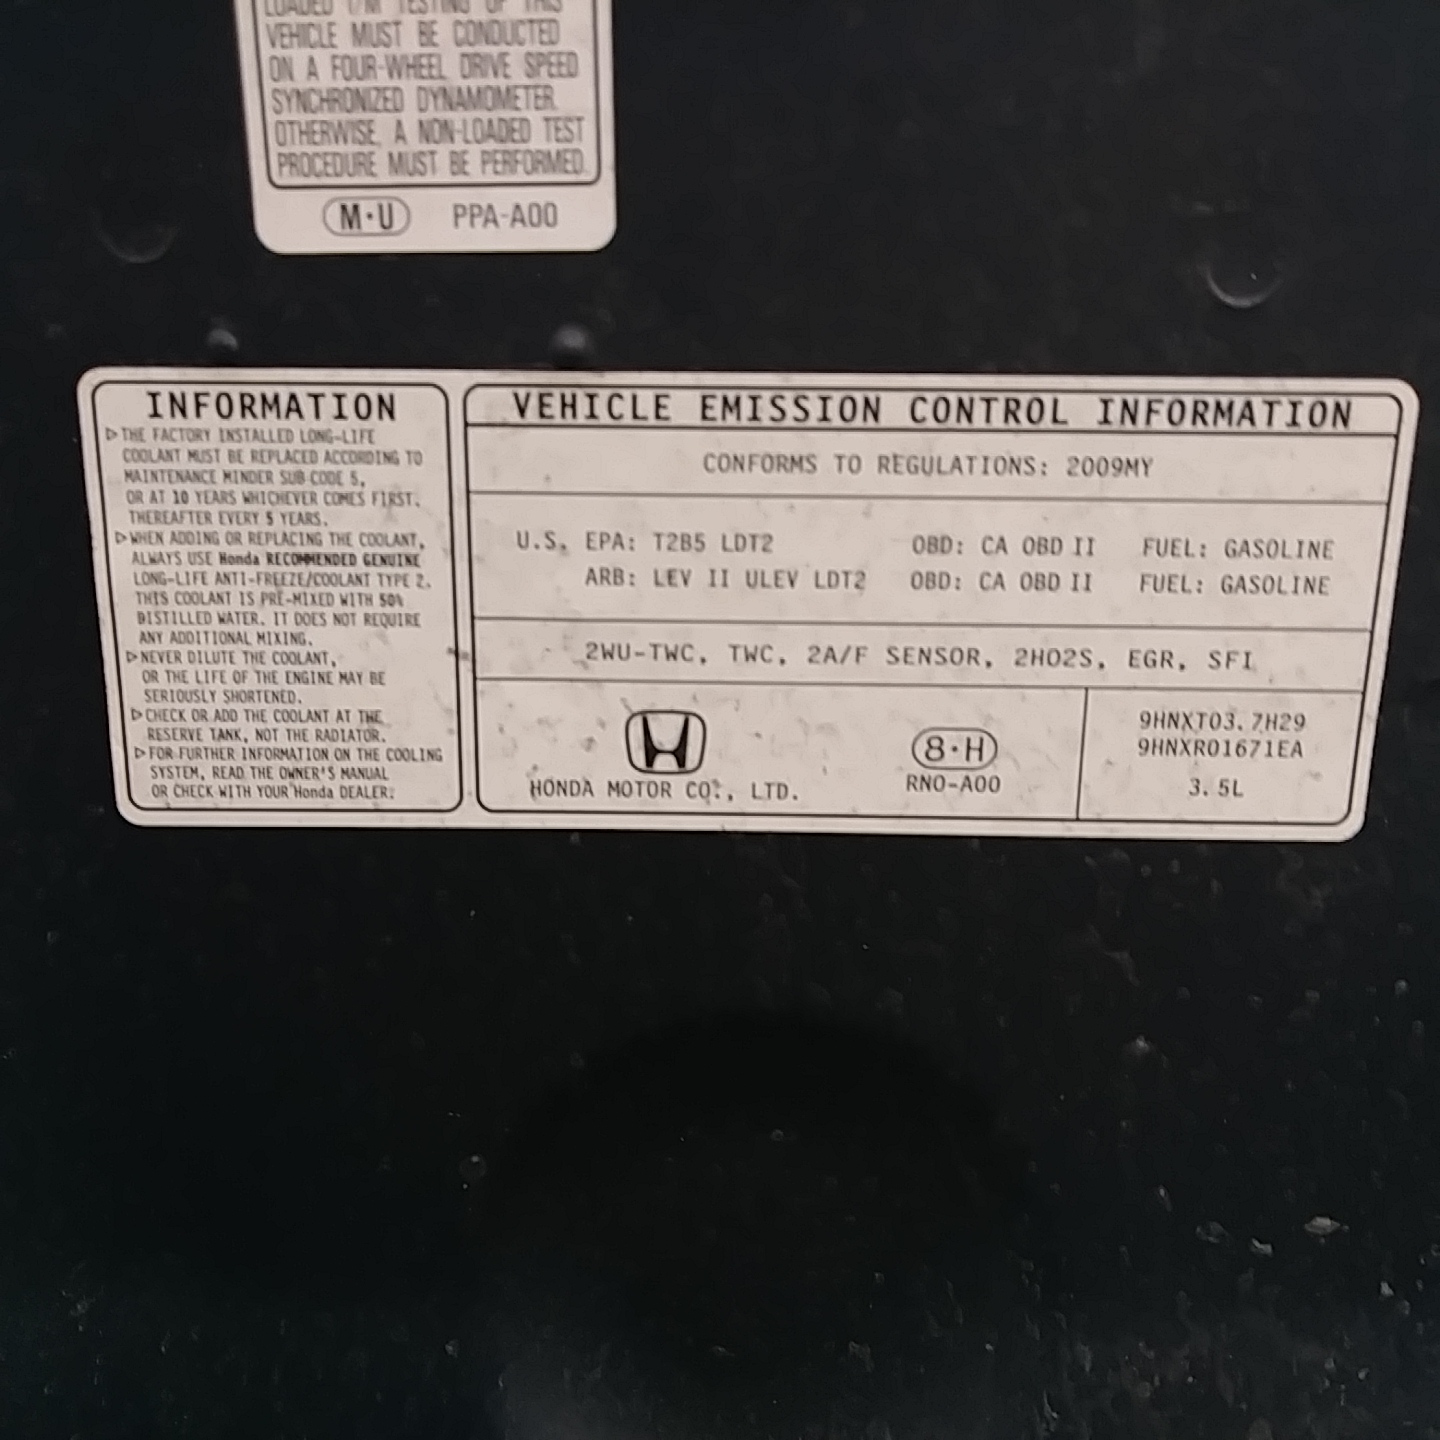 LOADED I/M TESTING OF THIS
VEHICLE MUST BE CONDUCTED
ON A FOUR-WHEEL DRIVE SPEED
SYNCHRONIZED DYNAMOMETER.
OTHERWISE, A NON-LOADED TEST
PROCEDURE MUST BE PERFORMED.
M·U PPA-A00
INFORMATION
▷THE FACTORY INSTALLED LONG-LIFE
COOLANT MUST BE REPLACED ACCORDING TO
MAINTENANCE MINDER SUB CODE 5,
OR AT 10 YEARS WHICHEVER COMES FIRST.
THEREAFTER EVERY 5 YEARS.
▷WHEN ADDING OR REPLACING THE COOLANT,
ALWAYS USE Honda RECOMMENDED GENUINE
LONG-LIFE ANTI-FREEZE/COOLANT TYPE 2.
THIS COOLANT IS PRE-MIXED WITH 50%
DISTILLED WATER. IT DOES NOT REQUIRE
ANY ADDITIONAL MIXING.
▷NEVER DILUTE THE COOLANT,
OR THE LIFE OF THE ENGINE MAY BE
SERIOUSLY SHORTENED.
▷CHECK OR ADD THE COOLANT AT THE
RESERVE TANK, NOT THE RADIATOR.
▷FOR FURTHER INFORMATION ON THE COOLING
SYSTEM, READ THE OWNER'S MANUAL
OR CHECK WITH YOUR Honda DEALER.
VEHICLE EMISSION CONTROL INFORMATION
CONFORMS TO REGULATIONS: 2009MY
U.S. EPA: T2B5 LDT2 OBD: CA OBD II FUEL: GASOLINE
ARB: LEV II ULEV LDT2 OBD: CA OBD II FUEL: GASOLINE
2WU-TWC, TWC, 2A/F SENSOR, 2HO2S, EGR, SFI
HONDA MOTOR CO., LTD.
8·H
RN0-A00
9HNXT03.7H29
9HNXR01671EA
3.5L